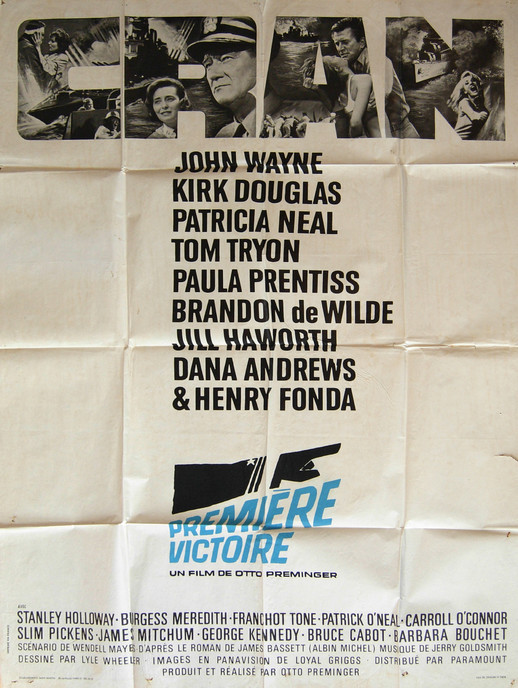 GRAN
JOHN WAYNE
KIRK DOUGLAS
PATRICIA NEAL
TOM TRYON
PAULA PRENTISS
BRANDON de WILDE
JILL HAWORTH
DANA ANDREWS
& HENRY FONDA
PREMIÈRE
VICTOIRE
UN FILM DE OTTO PREMINGER
AVEC
STANLEY HOLLOWAY · BURGESS MEREDITH · FRANCHOT TONE · PATRICK O'NEAL · CARROLL O'CONNOR
SLIM PICKENS · JAMES MITCHUM · GEORGE KENNEDY · BRUCE CABOT · BARBARA BOUCHET
SCENARIO DE WENDELL MAYES D'APRÈS LE ROMAN DE JAMES BASSETT (ALBIN MICHEL) MUSIQUE DE JERRY GOLDSMITH
DESSINÉ PAR LYLE WHEELER · IMAGES EN PANAVISION DE LOYAL GRIGGS · DISTRIBUÉ PAR PARAMOUNT
PRODUIT ET RÉALISÉ PAR OTTO PREMINGER